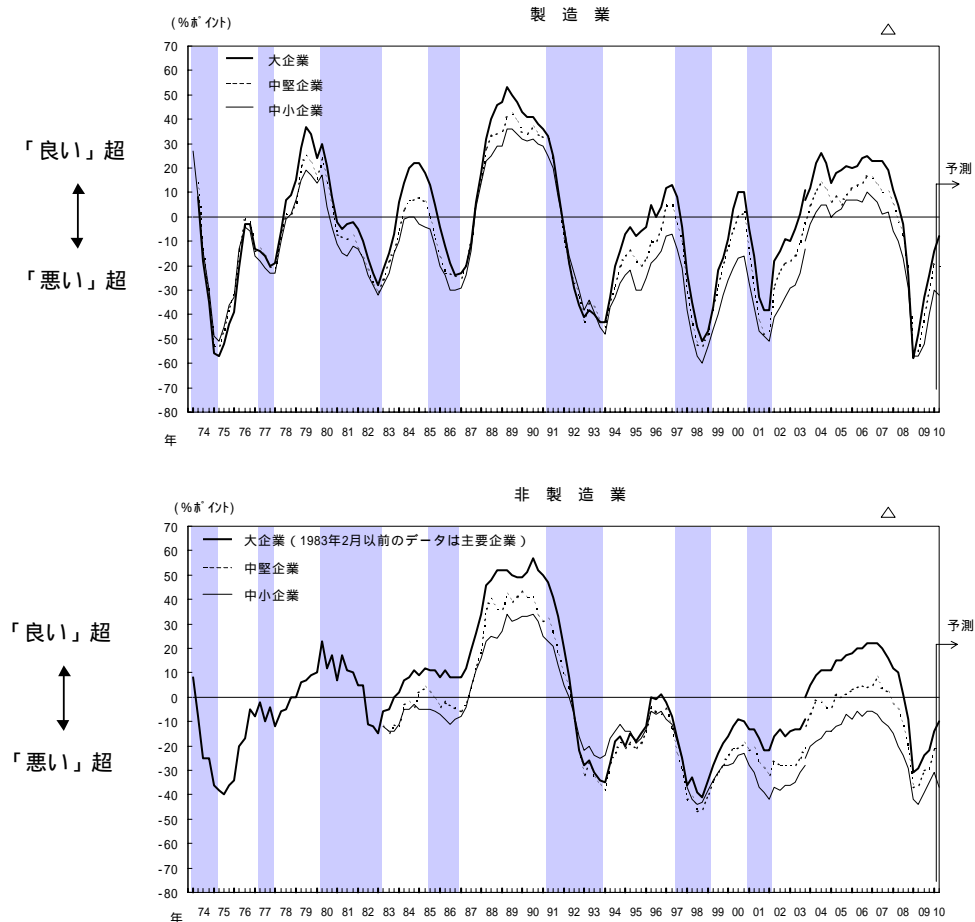 製 造 業
(%ﾎﾟｲﾝﾄ)
△
70
60
50
40
30
20
10
0
-10
-20
-30
-40
-50
-60
-70
-80
大企業
中堅企業
中小企業
「良い」超
「悪い」超
予測
年 74 75 76 77 78 79 80 81 82 83 84 85 86 87 88 89 90 91 92 93 94 95 96 97 98 99 00 01 02 03 04 05 06 07 08 09 10
非 製 造 業
(%ﾎﾟｲﾝﾄ)
△
70
60
50
40
30
20
10
0
-10
-20
-30
-40
-50
-60
-70
-80
大企業(1983年2月以前のデータは主要企業)
中堅企業
中小企業
「良い」超
「悪い」超
予測
年 74 75 76 77 78 79 80 81 82 83 84 85 86 87 88 89 90 91 92 93 94 95 96 97 98 99 00 01 02 03 04 05 06 07 08 09 10